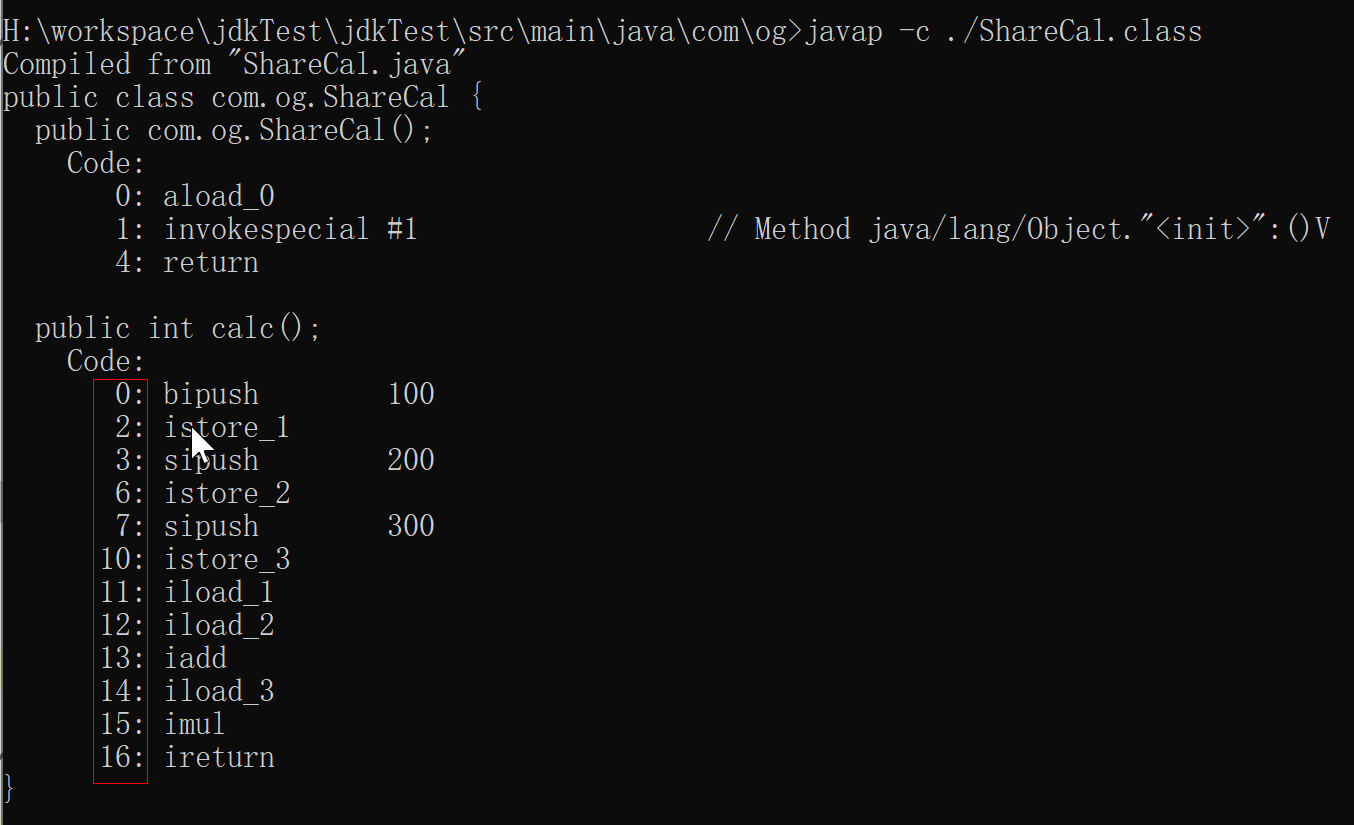 H:\workspace\jdkTest\jdkTest\src\main\java\com\og>javap -c ./ShareCal.class
Compiled from "ShareCal.java"
public class com.og.ShareCal {
  public com.og.ShareCal();
    Code:
       0: aload_0
       1: invokespecial #1                  // Method java/lang/Object."<init>":()V
       4: return

  public int calc();
    Code:
       0: bipush        100
       2: istore_1
       3: sipush        200
       6: istore_2
       7: sipush        300
      10: istore_3
      11: iload_1
      12: iload_2
      13: iadd
      14: iload_3
      15: imul
      16: ireturn
}